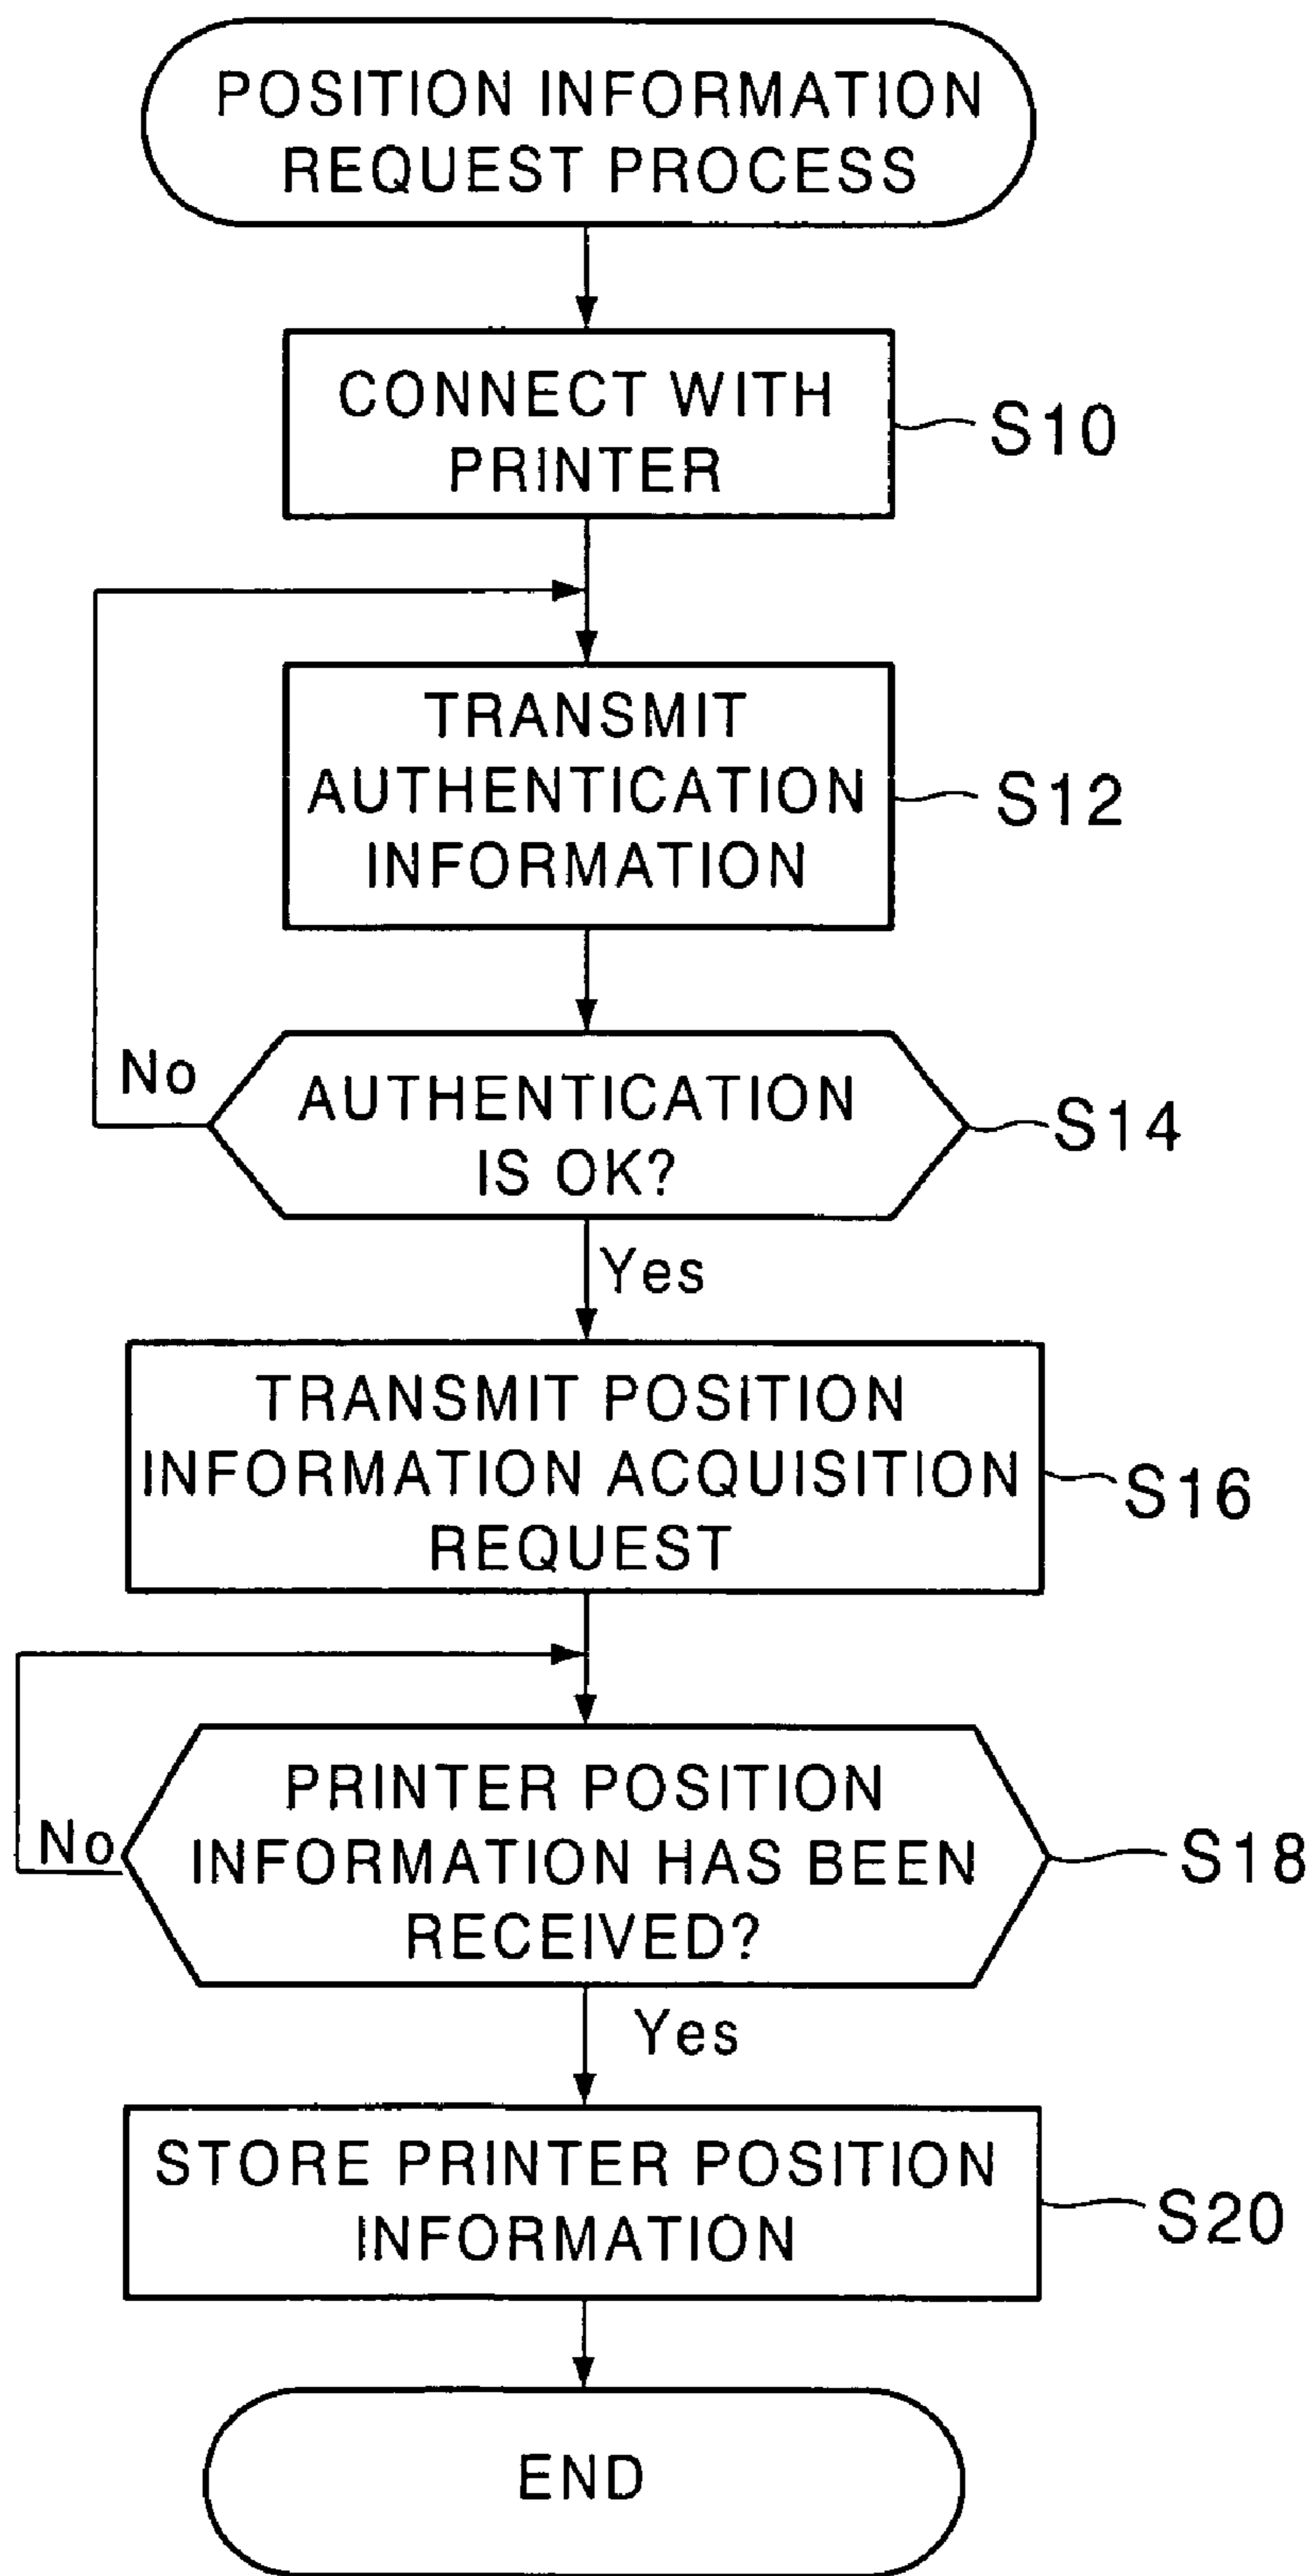 POSITION INFORMATION
REQUEST PROCESS
CONNECT WITH
PRINTER
S10
TRANSMIT
AUTHENTICATION
INFORMATION
S12
No
AUTHENTICATION
IS OK?
S14
Yes
TRANSMIT POSITION
INFORMATION ACQUISITION
REQUEST
S16
PRINTER POSITION
INFORMATION HAS BEEN
RECEIVED?
No
S18
Yes
STORE PRINTER POSITION
INFORMATION
S20
END